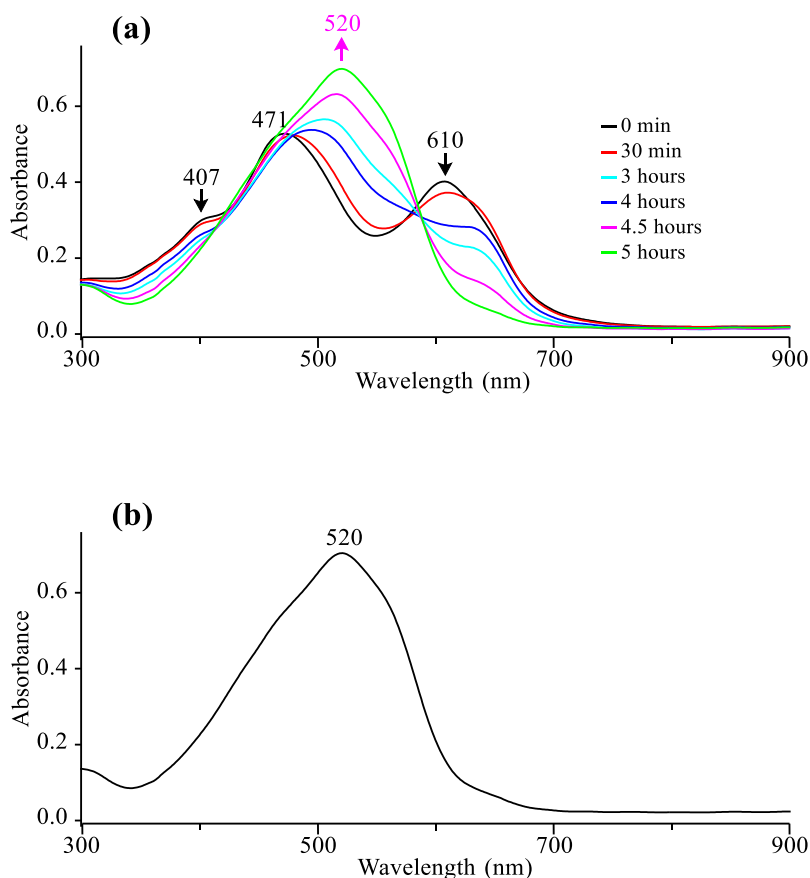 (a)
520
471
407
610
0 min
30 min
3 hours
4 hours
4.5 hours
5 hours
Absorbance
0.6
0.4
0.2
0.0
300
500
700
900
Wavelength (nm)
(b)
520
Absorbance
0.6
0.4
0.2
0.0
300
500
700
900
Wavelength (nm)